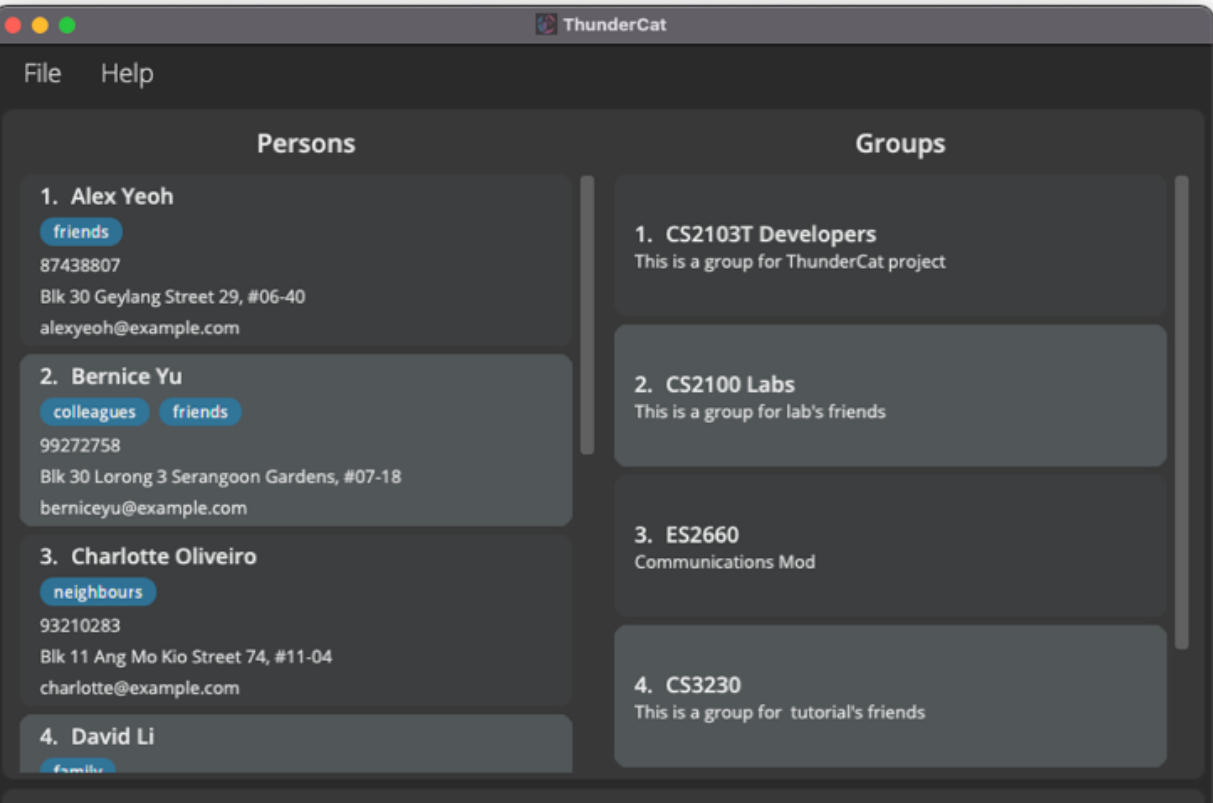 ThunderCat
File Help
Persons
1. Alex Yeoh
friends
87438807
Blk 30 Geylang Street 29, #06-40
alexyeoh@example.com
2. Bernice Yu
colleagues friends
99272758
Blk 30 Lorong 3 Serangoon Gardens, #07-18
berniceyu@example.com
3. Charlotte Oliveiro
neighbours
93210283
Blk 11 Ang Mo Kio Street 74, #11-04
charlotte@example.com
4. David Li
family
Groups
1. CS2103T Developers
This is a group for ThunderCat project
2. CS2100 Labs
This is a group for lab's friends
3. ES2660
Communications Mod
4. CS3230
This is a group for  tutorial's friends